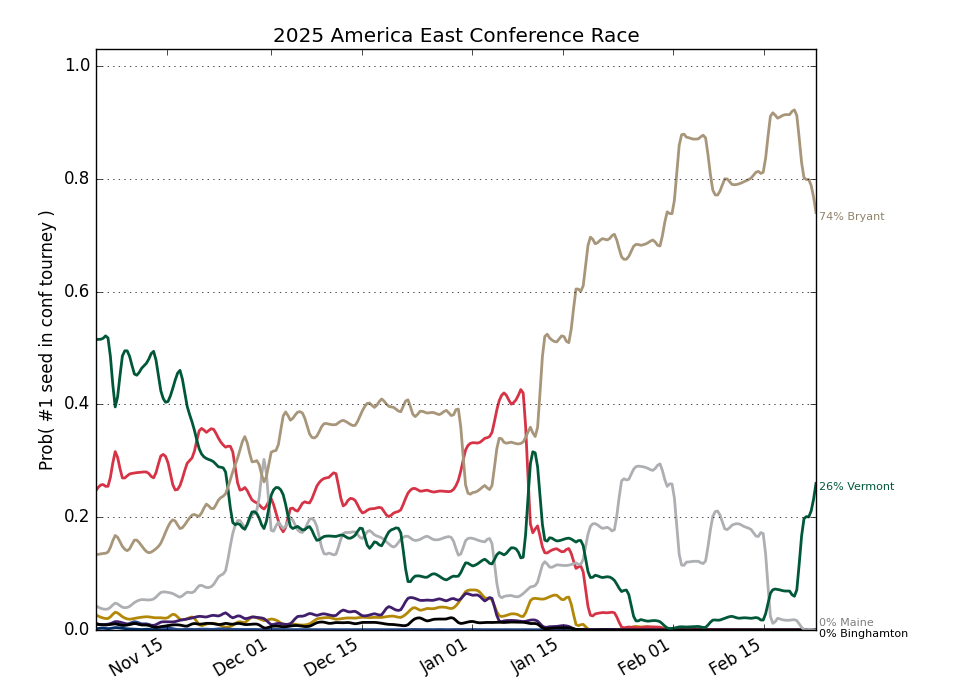 2025 America East Conference Race
Prob( #1 seed in conf tourney )
1.0
0.8
0.6
0.4
0.2
0.0
74% Bryant
26% Vermont
0% Maine
0% Binghamton
Nov 15
Dec 01
Dec 15
Jan 01
Jan 15
Feb 01
Feb 15